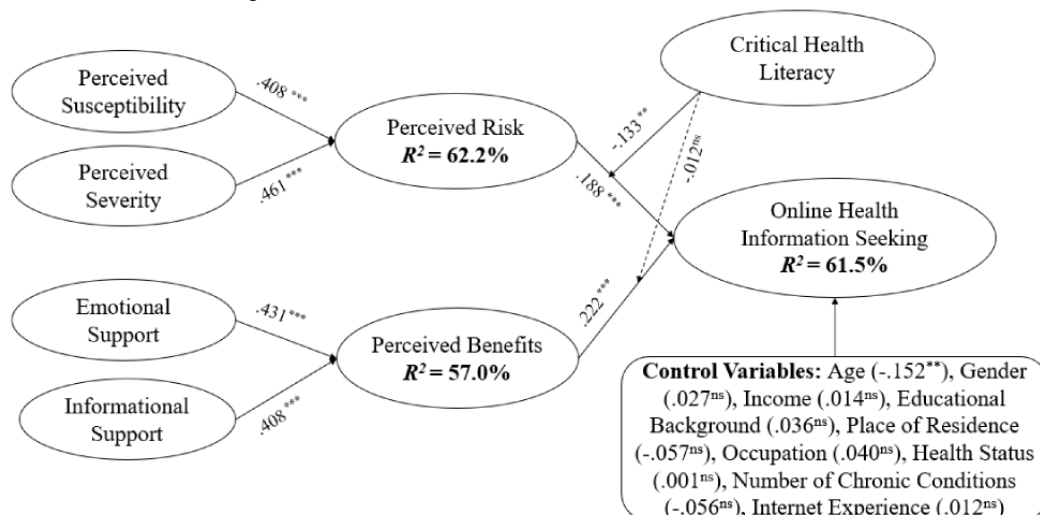 Critical Health
Literacy
Perceived
Susceptibility
.408 ***
Perceived Risk
R² = 62.2%
-.133 **
-.012ns
Perceived
Severity
.461 ***
.188 ***
Online Health
Information Seeking
R² = 61.5%
Emotional
Support
.431 ***
.222 ***
Perceived Benefits
R² = 57.0%
Informational
Support
.408 ***
Control Variables: Age (-.152**), Gender
(.027ns), Income (.014ns), Educational
Background (.036ns), Place of Residence
(-.057ns), Occupation (.040ns), Health Status
(.001ns), Number of Chronic Conditions
(-.056ns), Internet Experience (.012ns)